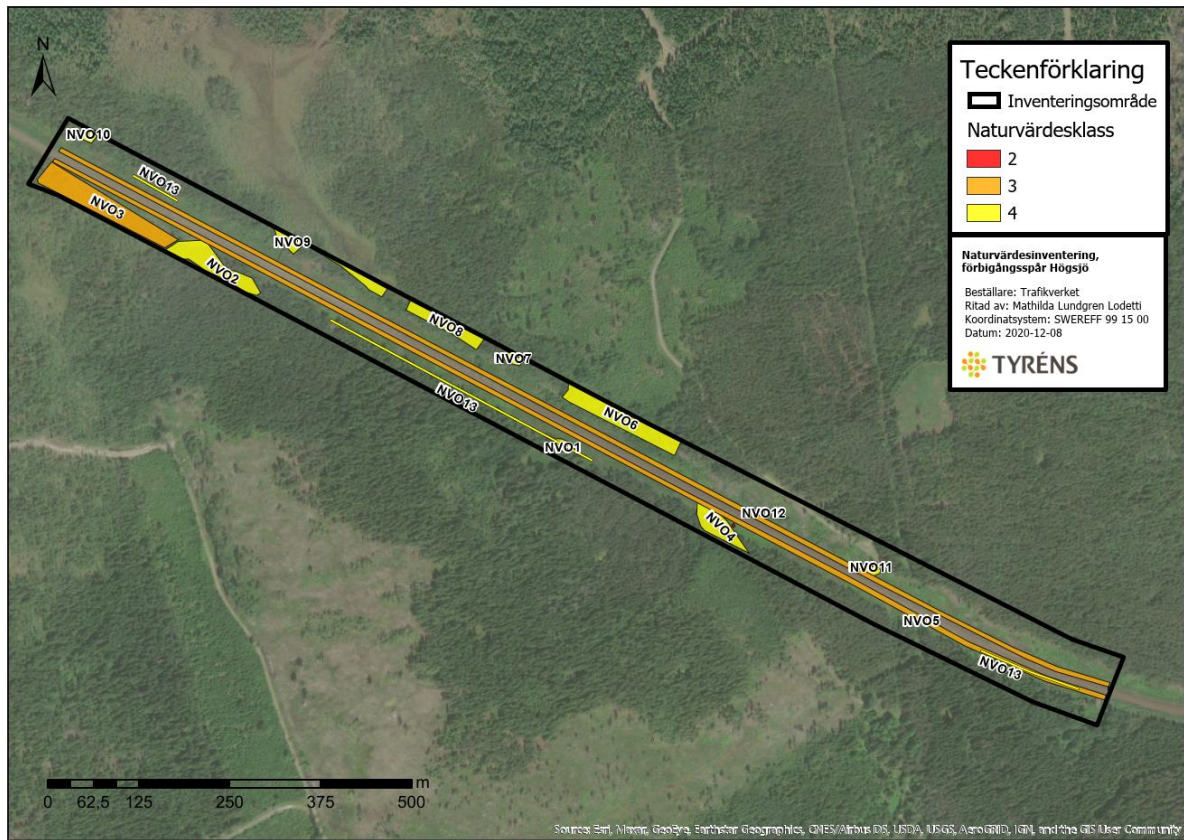 N
NVO10
NVO13
NVO3
NVO9
NVO2
NVO8
NVO7
NVO13
NVO6
NVO1
NVO12
NVO4
NVO11
NVO5
NVO13
Teckenförklaring
Inventeringsområde
Naturvärdesklass
2
3
4
Naturvärdesinventering,
förbigångsspår Högsjö
Beställare: Trafikverket
Ritad av: Mathilda Lundgren Lodetti
Koordinatsystem: SWEREFF 99 15 00
Datum: 2020-12-08
TYRÉNS
m
0 62,5 125 250 375 500
Source: Esri, Maxar, GeoEye, Earthstar Geographics, CNES/Airbus DS, USDA, USGS, AeroGRID, IGN, and the GIS User Community